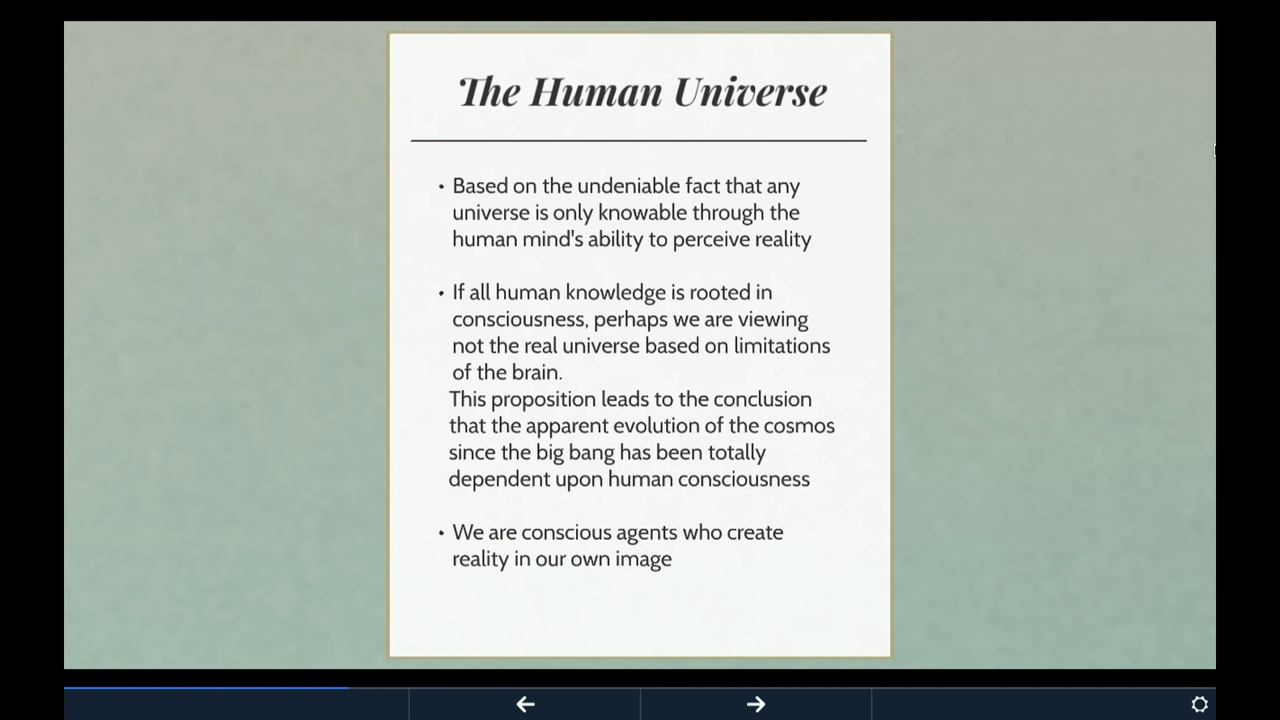 The Human Universe
• Based on the undeniable fact that any
universe is only knowable through the
human mind's ability to perceive reality
• If all human knowledge is rooted in
consciousness, perhaps we are viewing
not the real universe based on limitations
of the brain.
This proposition leads to the conclusion
that the apparent evolution of the cosmos
since the big bang has been totally
dependent upon human consciousness
• We are conscious agents who create
reality in our own image